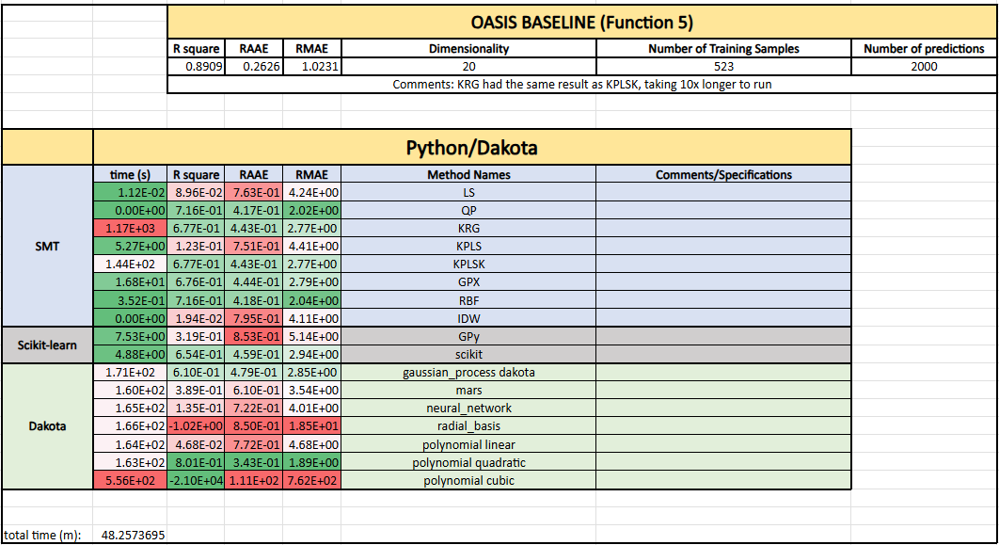 OASIS BASELINE (Function 5)
R square RAAE RMAE Dimensionality Number of Training Samples Number of predictions
0.8909 0.2626 1.0231 20 523 2000
Comments: KRG had the same result as KPLSK, taking 10x longer to run
Python/Dakota
time (s) R square RAAE RMAE Method Names Comments/Specifications
SMT
1.12E-02 8.96E-02 7.63E-01 4.24E+00 LS
0.00E+00 7.16E-01 4.17E-01 2.02E+00 QP
1.17E+03 6.77E-01 4.43E-01 2.77E+00 KRG
5.27E+00 1.23E-01 7.51E-01 4.41E+00 KPLS
1.44E+02 6.77E-01 4.43E-01 2.77E+00 KPLSK
1.68E+01 6.76E-01 4.44E-01 2.79E+00 GPX
3.52E-01 7.16E-01 4.18E-01 2.04E+00 RBF
0.00E+00 1.94E-02 7.95E-01 4.11E+00 IDW
Scikit-learn
7.53E+00 3.19E-01 8.53E-01 5.14E+00 GPy
4.88E+00 6.54E-01 4.59E-01 2.94E+00 scikit
Dakota
1.71E+02 6.10E-01 4.79E-01 2.85E+00 gaussian_process dakota
1.60E+02 3.89E-01 6.10E-01 3.54E+00 mars
1.65E+02 1.35E-01 7.22E-01 4.01E+00 neural_network
1.66E+02 -1.02E+00 8.50E-01 1.85E+01 radial_basis
1.64E+02 4.68E-02 7.72E-01 4.68E+00 polynomial linear
1.63E+02 8.01E-01 3.43E-01 1.89E+00 polynomial quadratic
5.56E+02 -2.10E+04 1.11E+02 7.62E+02 polynomial cubic
total time (m): 48.2573695